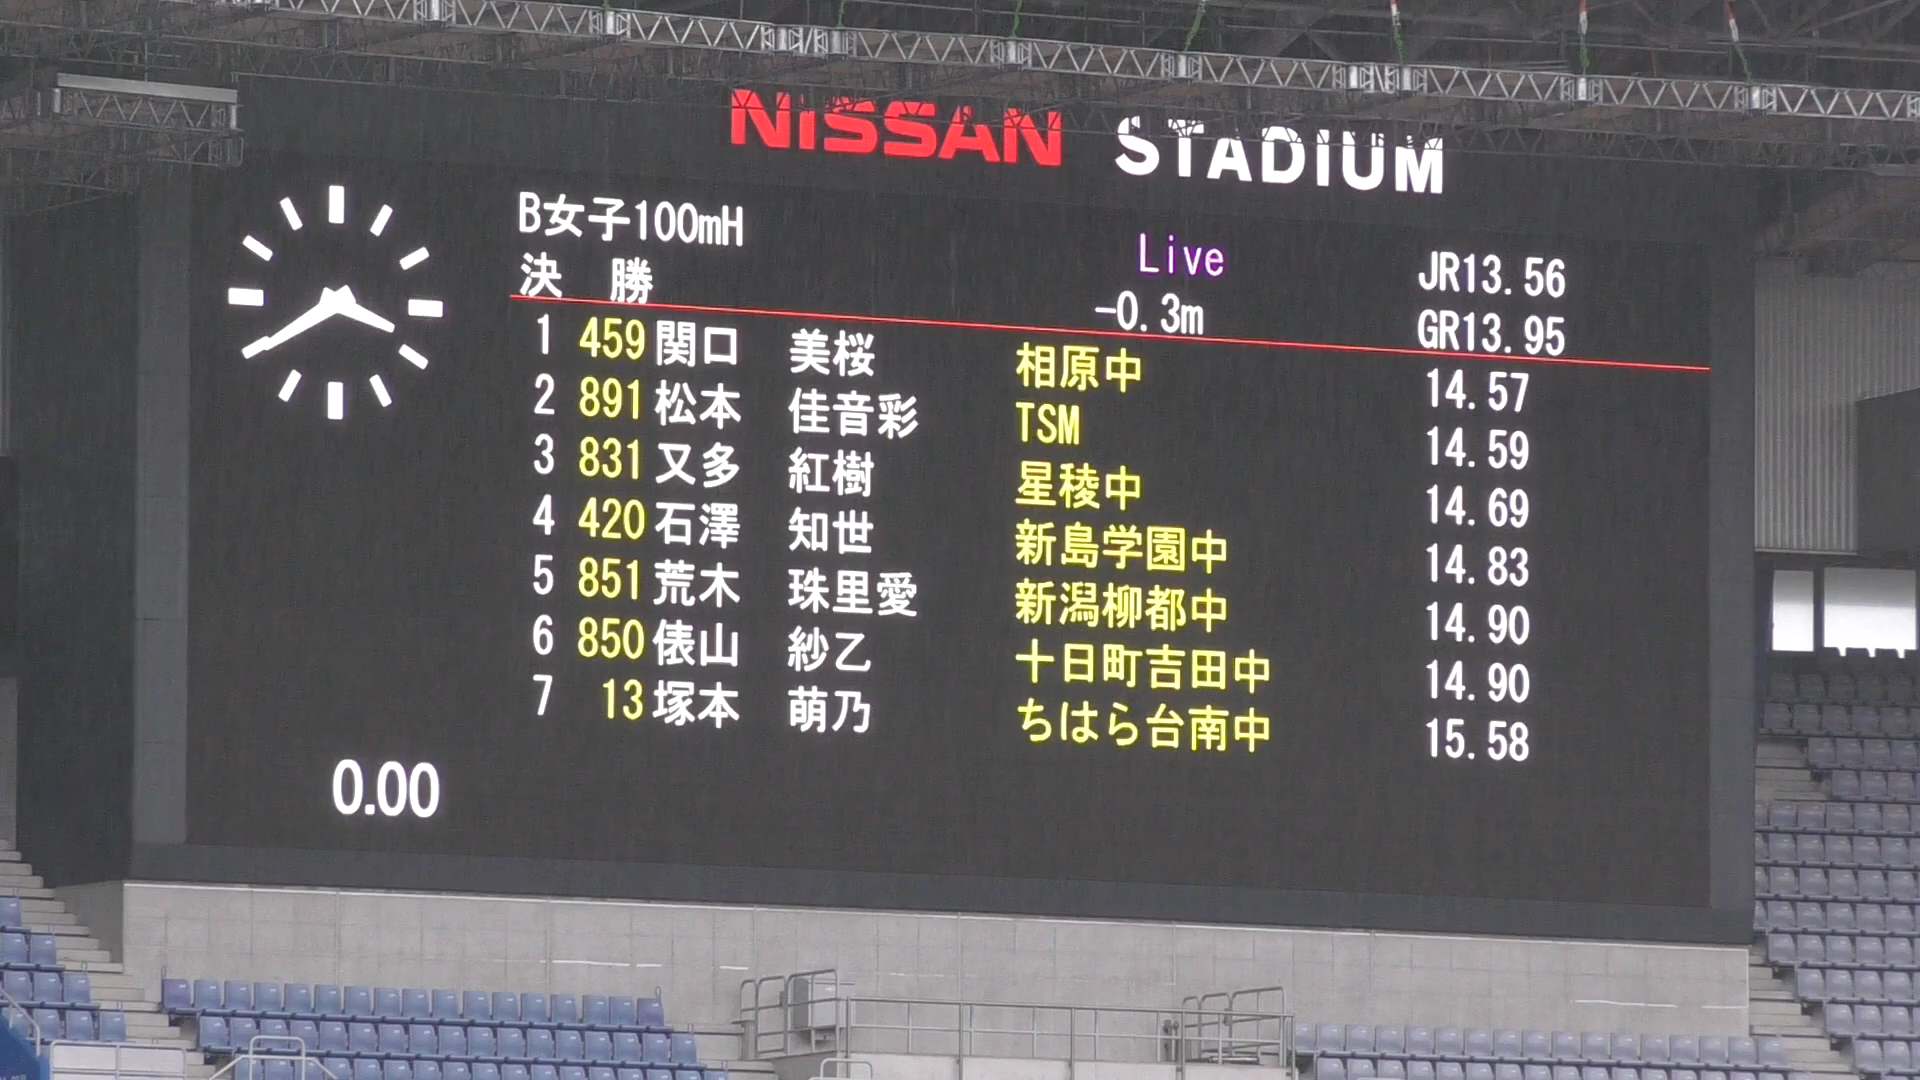 NISSAN STADIUM
B女子100mH
Live
JR13.56
決 勝
-0.3m
GR13.95
1 459 関口 美桜 相原中 14.57
2 891 松本 佳音彩 TSM 14.59
3 831 又多 紅樹 星稜中 14.69
4 420 石澤 知世 新島学園中 14.83
5 851 荒木 珠里愛 新潟柳都中 14.90
6 850 俵山 紗乙 十日町吉田中 14.90
7 13 塚本 萌乃 ちはら台南中 15.58
0.00